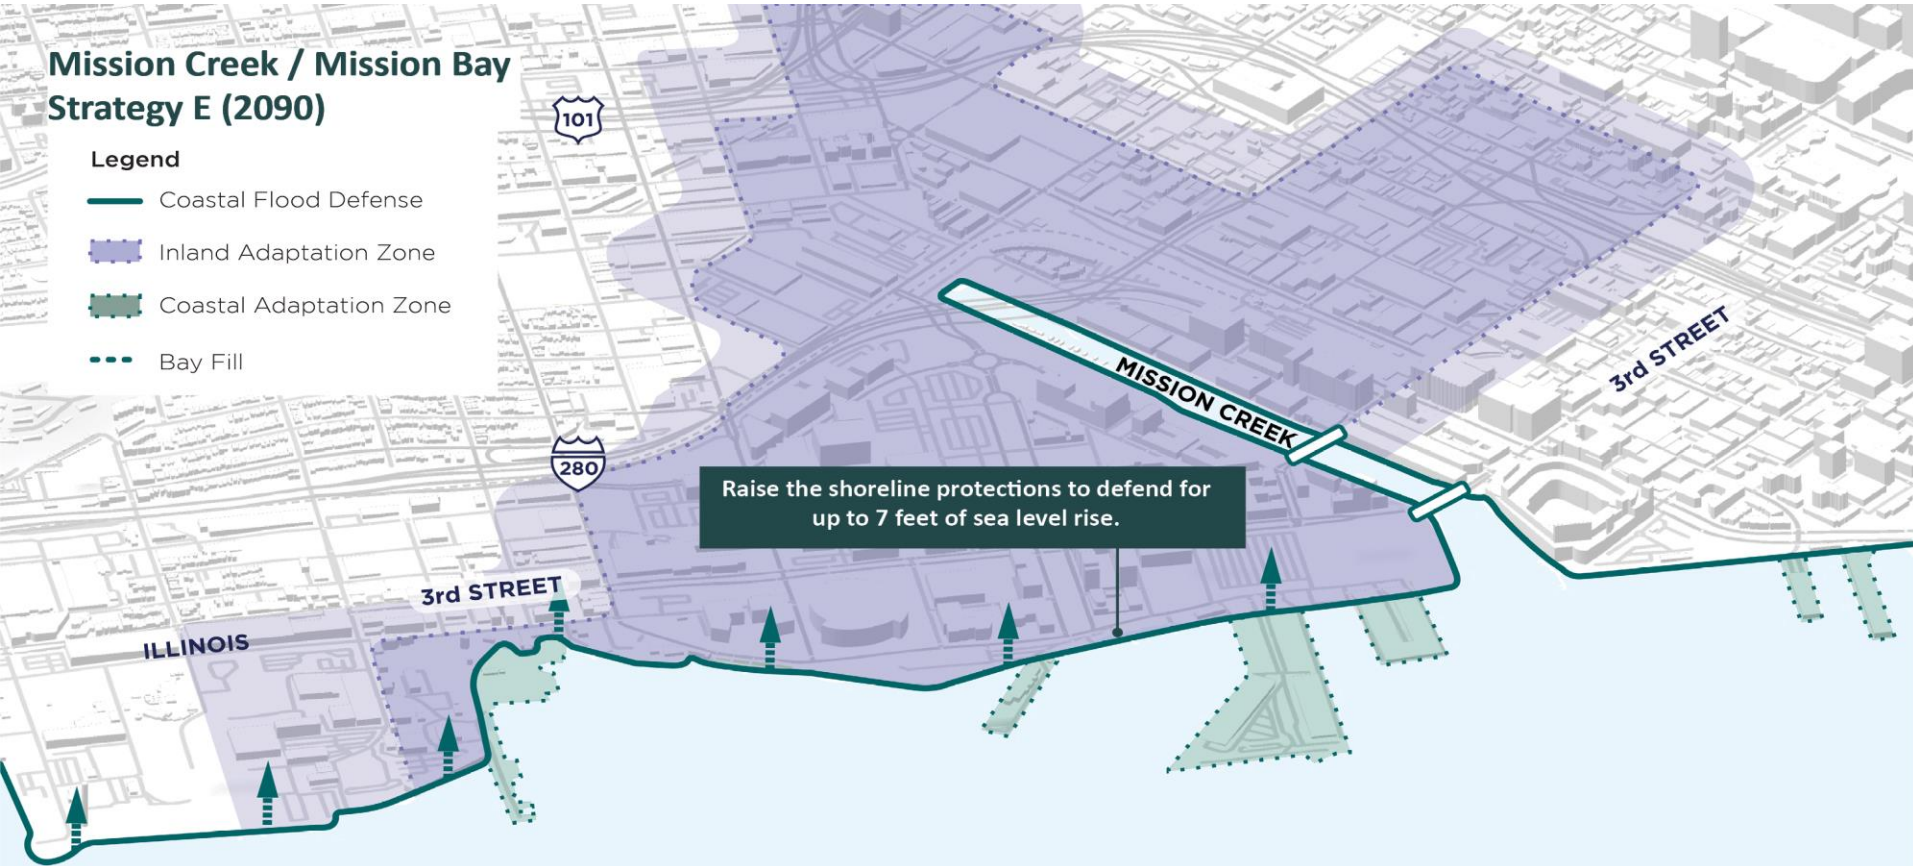 Mission Creek / Mission Bay
Strategy E (2090)
Legend
Coastal Flood Defense
Inland Adaptation Zone
Coastal Adaptation Zone
Bay Fill
101
280
3rd STREET
MISSION CREEK
Raise the shoreline protections to defend for
up to 7 feet of sea level rise.
3rd STREET
ILLINOIS